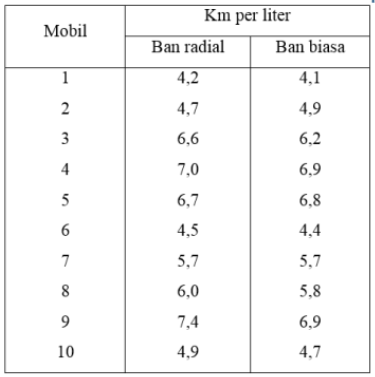 Mobil
Km per liter
Ban radial Ban biasa
1 4,2 4,1
2 4,7 4,9
3 6,6 6,2
4 7,0 6,9
5 6,7 6,8
6 4,5 4,4
7 5,7 5,7
8 6,0 5,8
9 7,4 6,9
10 4,9 4,7